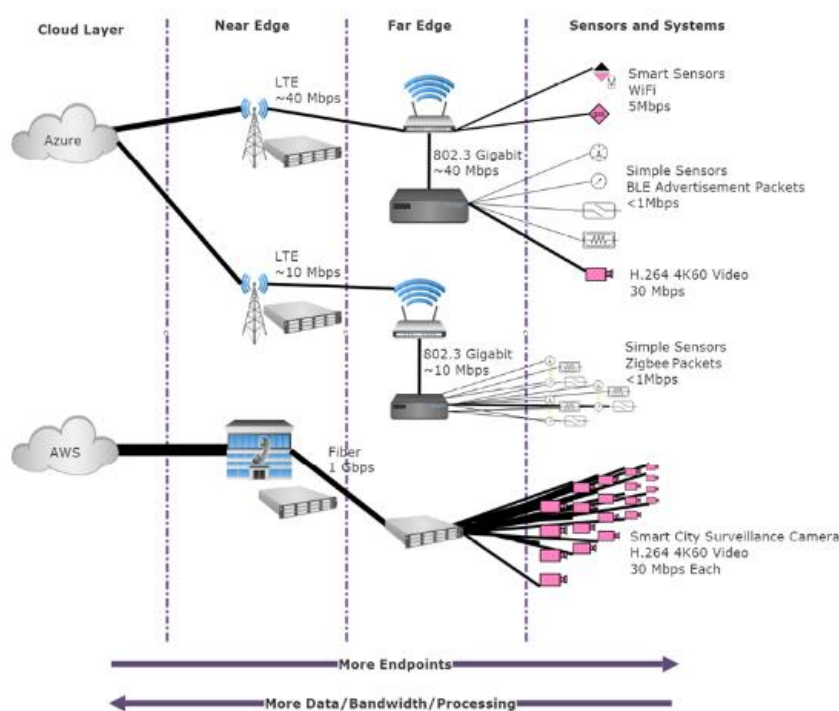 Cloud Layer
Near Edge
Far Edge
Sensors and Systems
LTE
~40 Mbps
Smart Sensors
WiFi
5Mbps
Azure
802.3 Gigabit
~40 Mbps
Simple Sensors
BLE Advertisement Packets
<1Mbps
LTE
~10 Mbps
H.264 4K60 Video
30 Mbps
802.3 Gigabit
~10 Mbps
Simple Sensors
Zigbee Packets
<1Mbps
AWS
Fiber
1 Gbps
Smart City Surveillance Camera
H.264 4K60 Video
30 Mbps Each
More Endpoints
More Data/Bandwidth/Processing